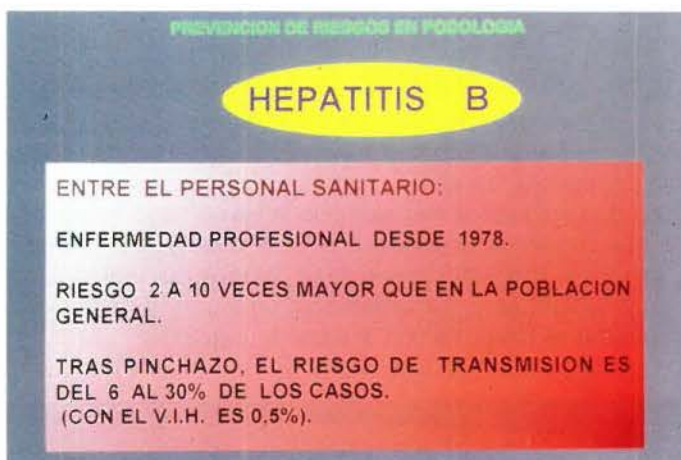 PREVENCION DE RIESGOS EN PODOLOGIA
HEPATITIS B
ENTRE EL PERSONAL SANITARIO:
ENFERMEDAD PROFESIONAL DESDE 1978.
RIESGO 2 A 10 VECES MAYOR QUE EN LA POBLACION
GENERAL.
TRAS PINCHAZO, EL RIESGO DE TRANSMISION ES
DEL 6 AL 30% DE LOS CASOS.
(CON EL V.I.H. ES 0,5%).